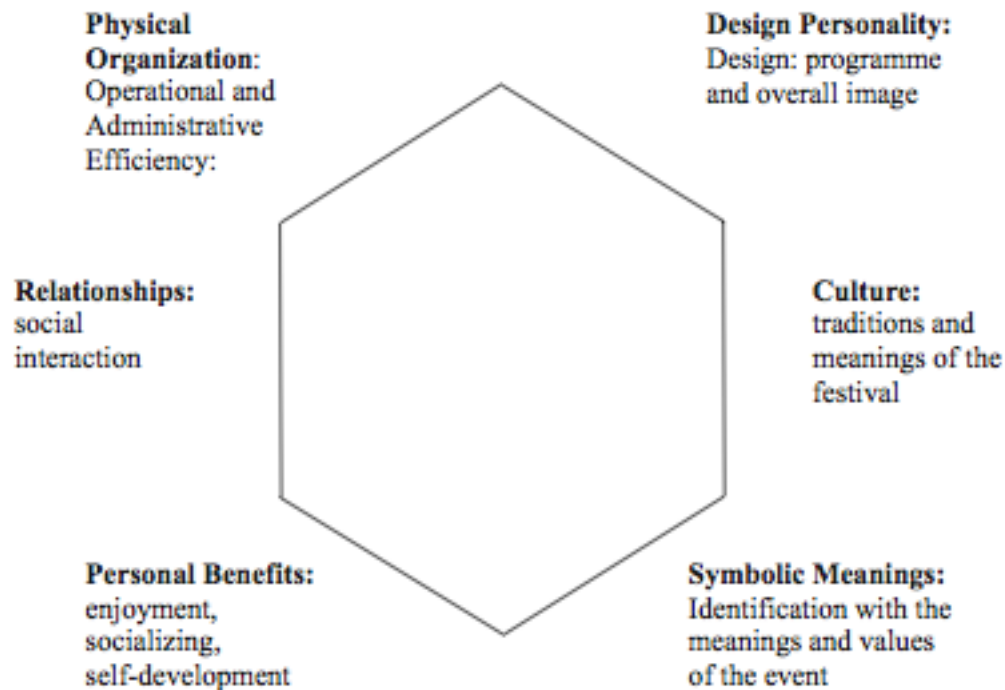 Physical
Organization:
Operational and
Administrative
Efficiency:
Design Personality:
Design: programme
and overall image
Relationships:
social
interaction
Culture:
traditions and
meanings of the
festival
Personal Benefits:
enjoyment,
socializing,
self-development
Symbolic Meanings:
Identification with the
meanings and values
of the event